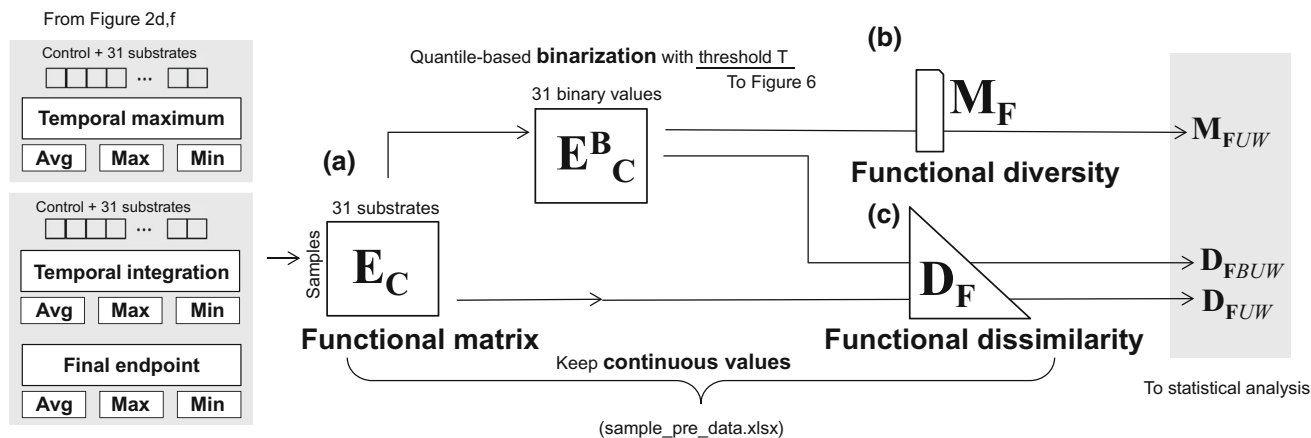 From Figure 2d,f
Control + 31 substrates
...
Temporal maximum
Avg Max Min
Control + 31 substrates
...
Temporal integration
Avg Max Min
Final endpoint
Avg Max Min
(a)
31 substrates
Samples
E_C
Functional matrix
Quantile-based binarization with threshold T
To Figure 6
31 binary values
E^B_C
(b)
M_F
Functional diversity
(c)
D_F
Functional dissimilarity
Keep continuous values
(sample_pre_data.xlsx)
M_FUW
D_FBUW
D_FUW
To statistical analysis